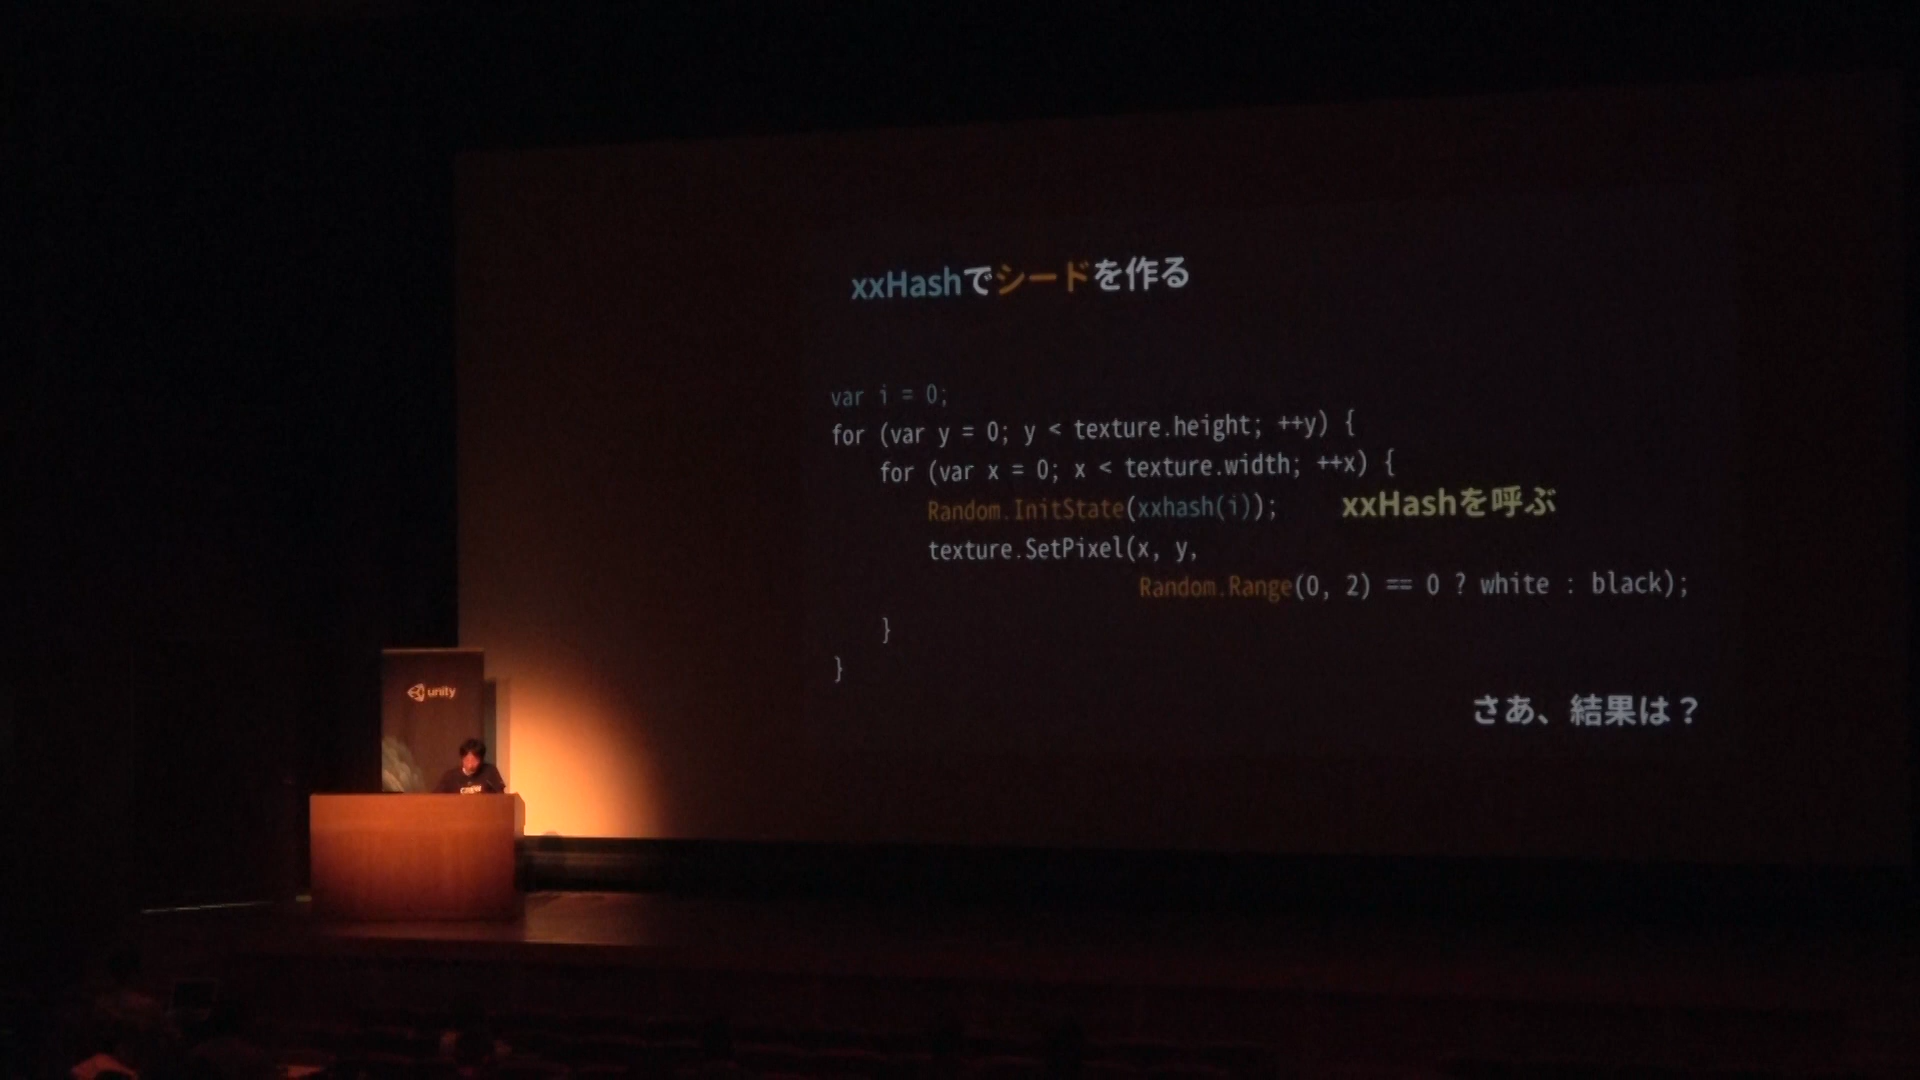 xxHashでシードを作る
var i = 0;
for (var y = 0; y < texture.height; ++y) {
for (var x = 0; x < texture.width; ++x) {
Random.InitState(xxhash(i)); xxHashを呼ぶ
texture.SetPixel(x, y,
Random.Range(0, 2) == 0 ? white : black);
}
}
さあ、結果は？
unity